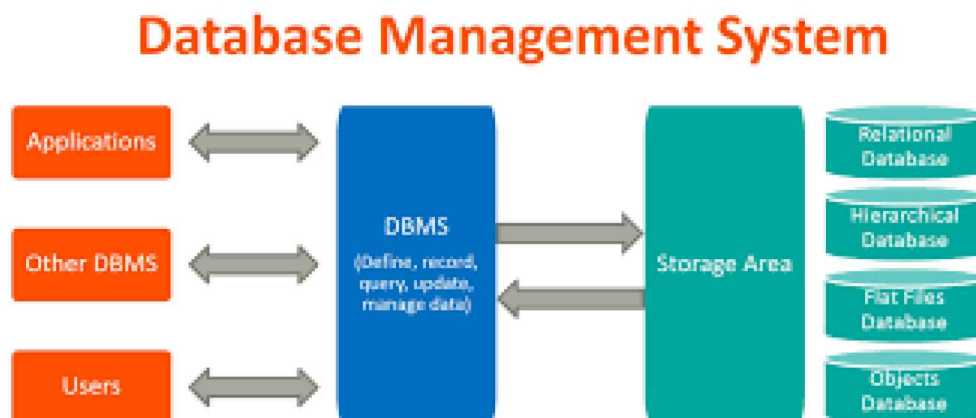 Database Management System
Applications
Other DBMS
Users
DBMS
(Define, record,
query, update,
manage data)
Storage Area
Relational
Database
Hierarchical
Database
Flat Files
Database
Objects
Database